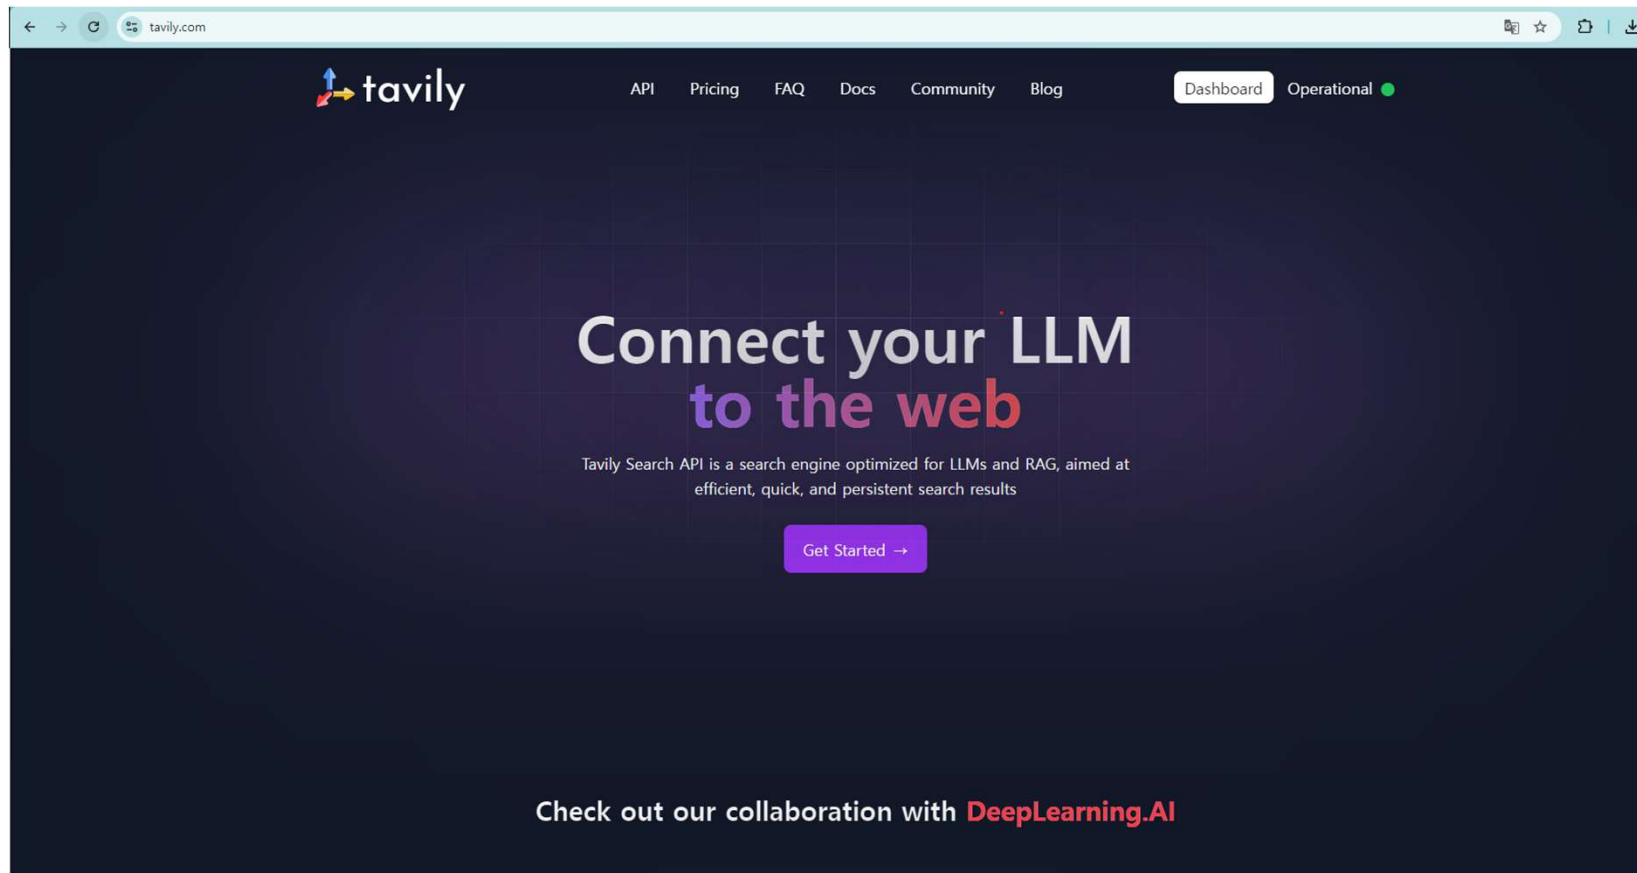 tavily.com
tavily
API Pricing FAQ Docs Community Blog Dashboard Operational
Connect your LLM
to the web
Tavily Search API is a search engine optimized for LLMs and RAG, aimed at
efficient, quick, and persistent search results
Get Started →
Check out our collaboration with DeepLearning.AI